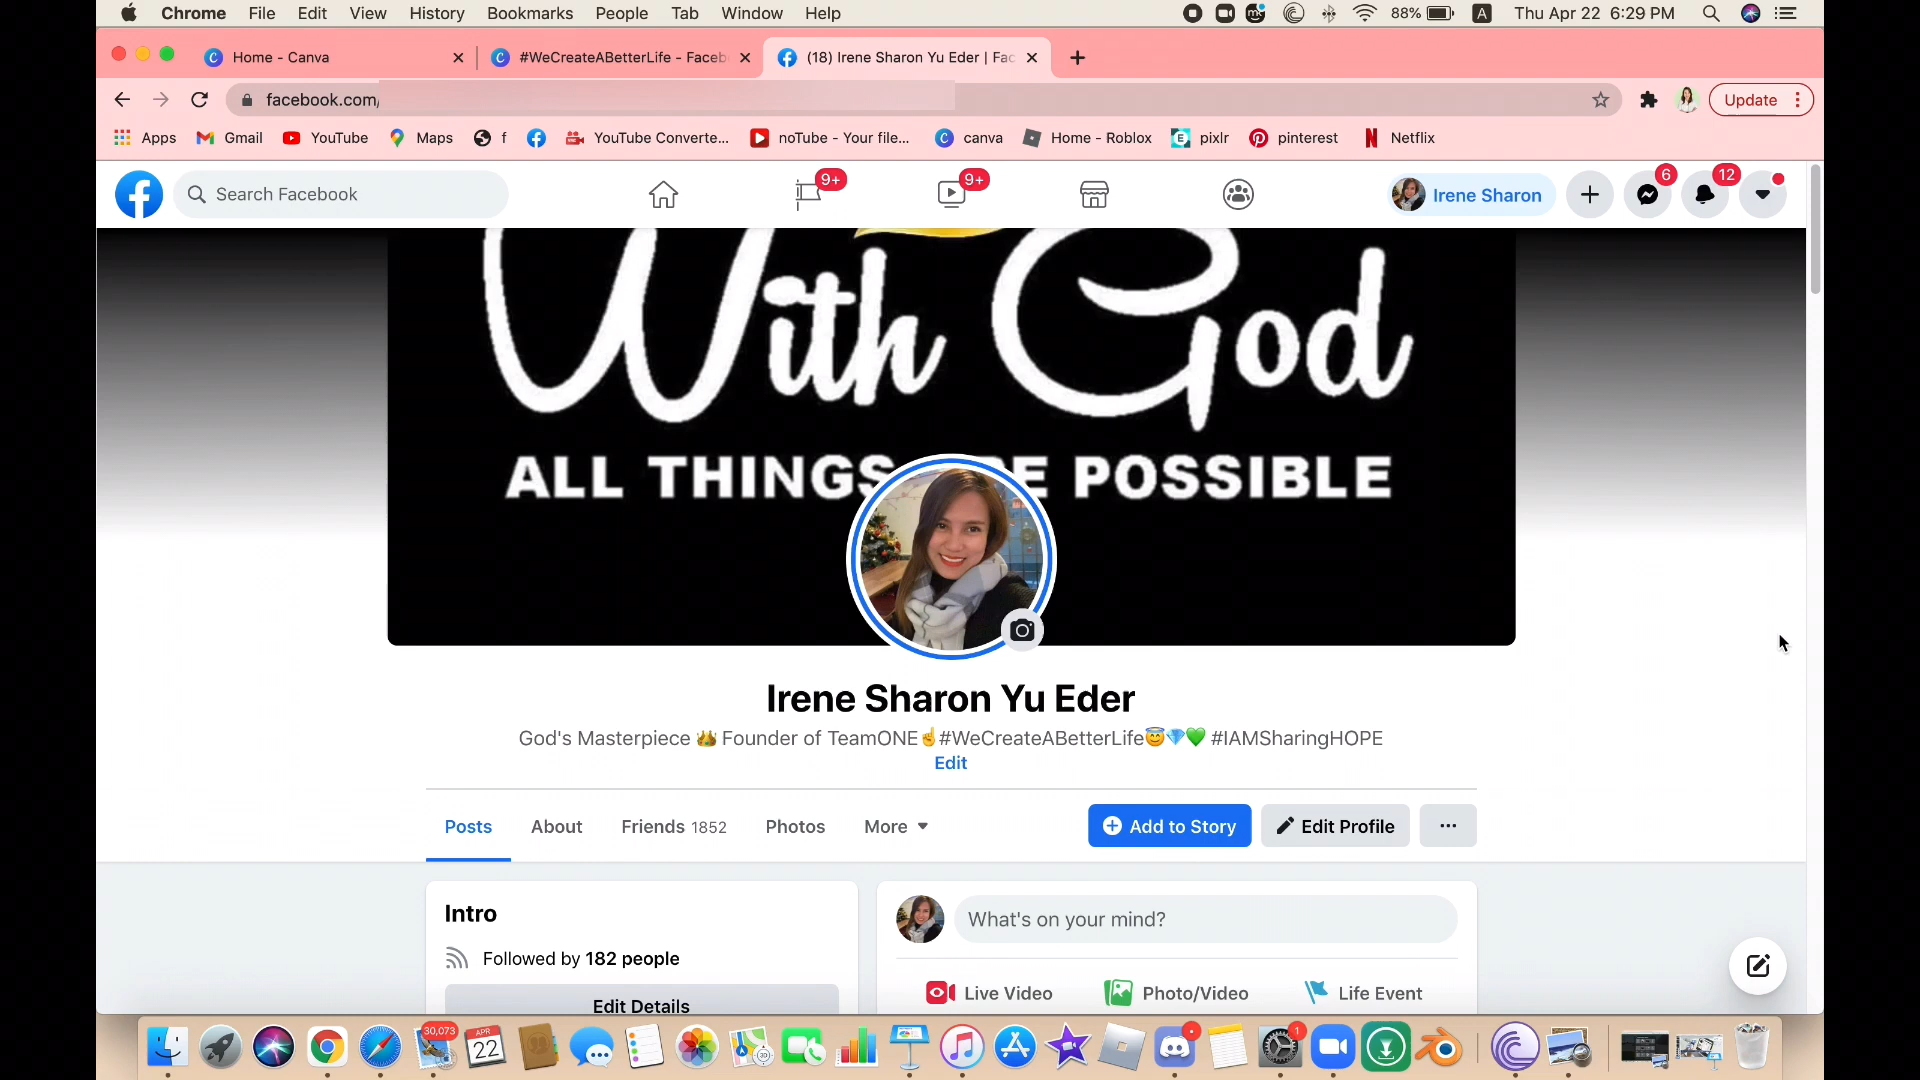 Chrome File Edit View History Bookmarks People Tab Window Help 88% A Thu Apr 22 6:29 PM
Home - Canva #WeCreateABetterLife - Faceb (18) Irene Sharon Yu Eder | Fac
facebook.com/ Update
Apps Gmail YouTube Maps f YouTube Converte... noTube - Your file... canva Home - Roblox pixlr pinterest Netflix
Search Facebook 9+ 9+ Irene Sharon 6 12
With God
ALL THINGS RE POSSIBLE
Irene Sharon Yu Eder
God's Masterpiece 👑 Founder of TeamONE☝#WeCreateABetterLife😇💎💚 #IAMSharingHOPE
Edit
Posts About Friends 1852 Photos More Add to Story Edit Profile ...
Intro
What's on your mind?
Followed by 182 people
Live Video Photo/Video Life Event
Edit Details
30,073 APR 22 1